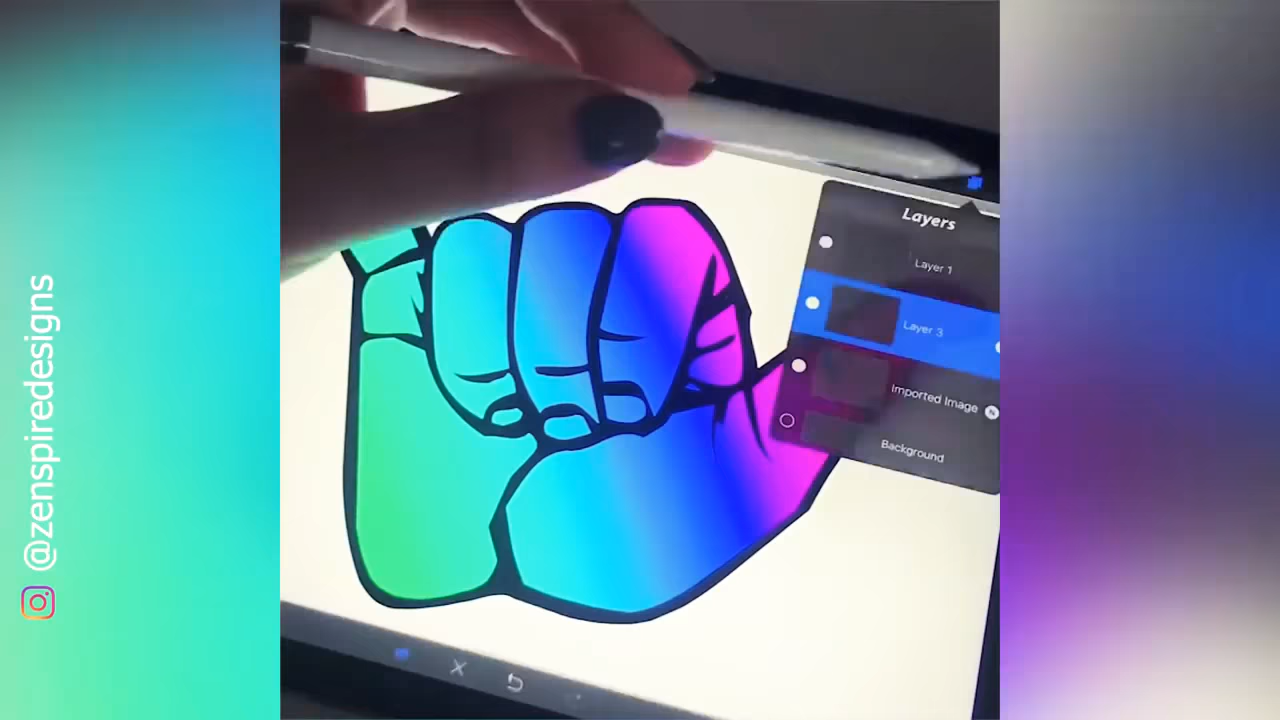 @zenspiredesigns
Layers
Layer 1
Layer 3
Imported Image
N
Background